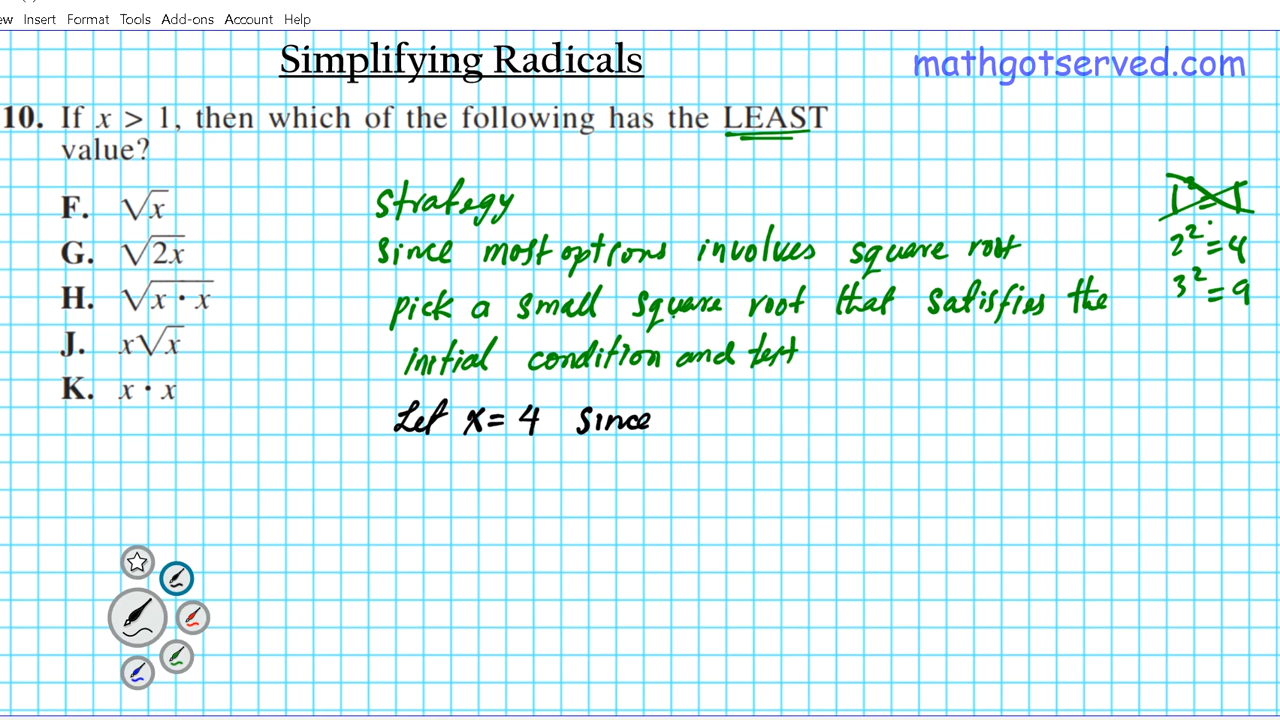 ew Insert Format Tools Add-ons Account Help
Simplifying Radicals
mathgotserved.com
10. If x > 1, then which of the following has the LEAST
value?
F. √x
G. √2x
H. √x • x
J. x√x
K. x • x
Strategy
Since most options involves square root
pick a small square root that satisfies the
initial condition and test
Let x = 4 since
2² = 4
3² = 9